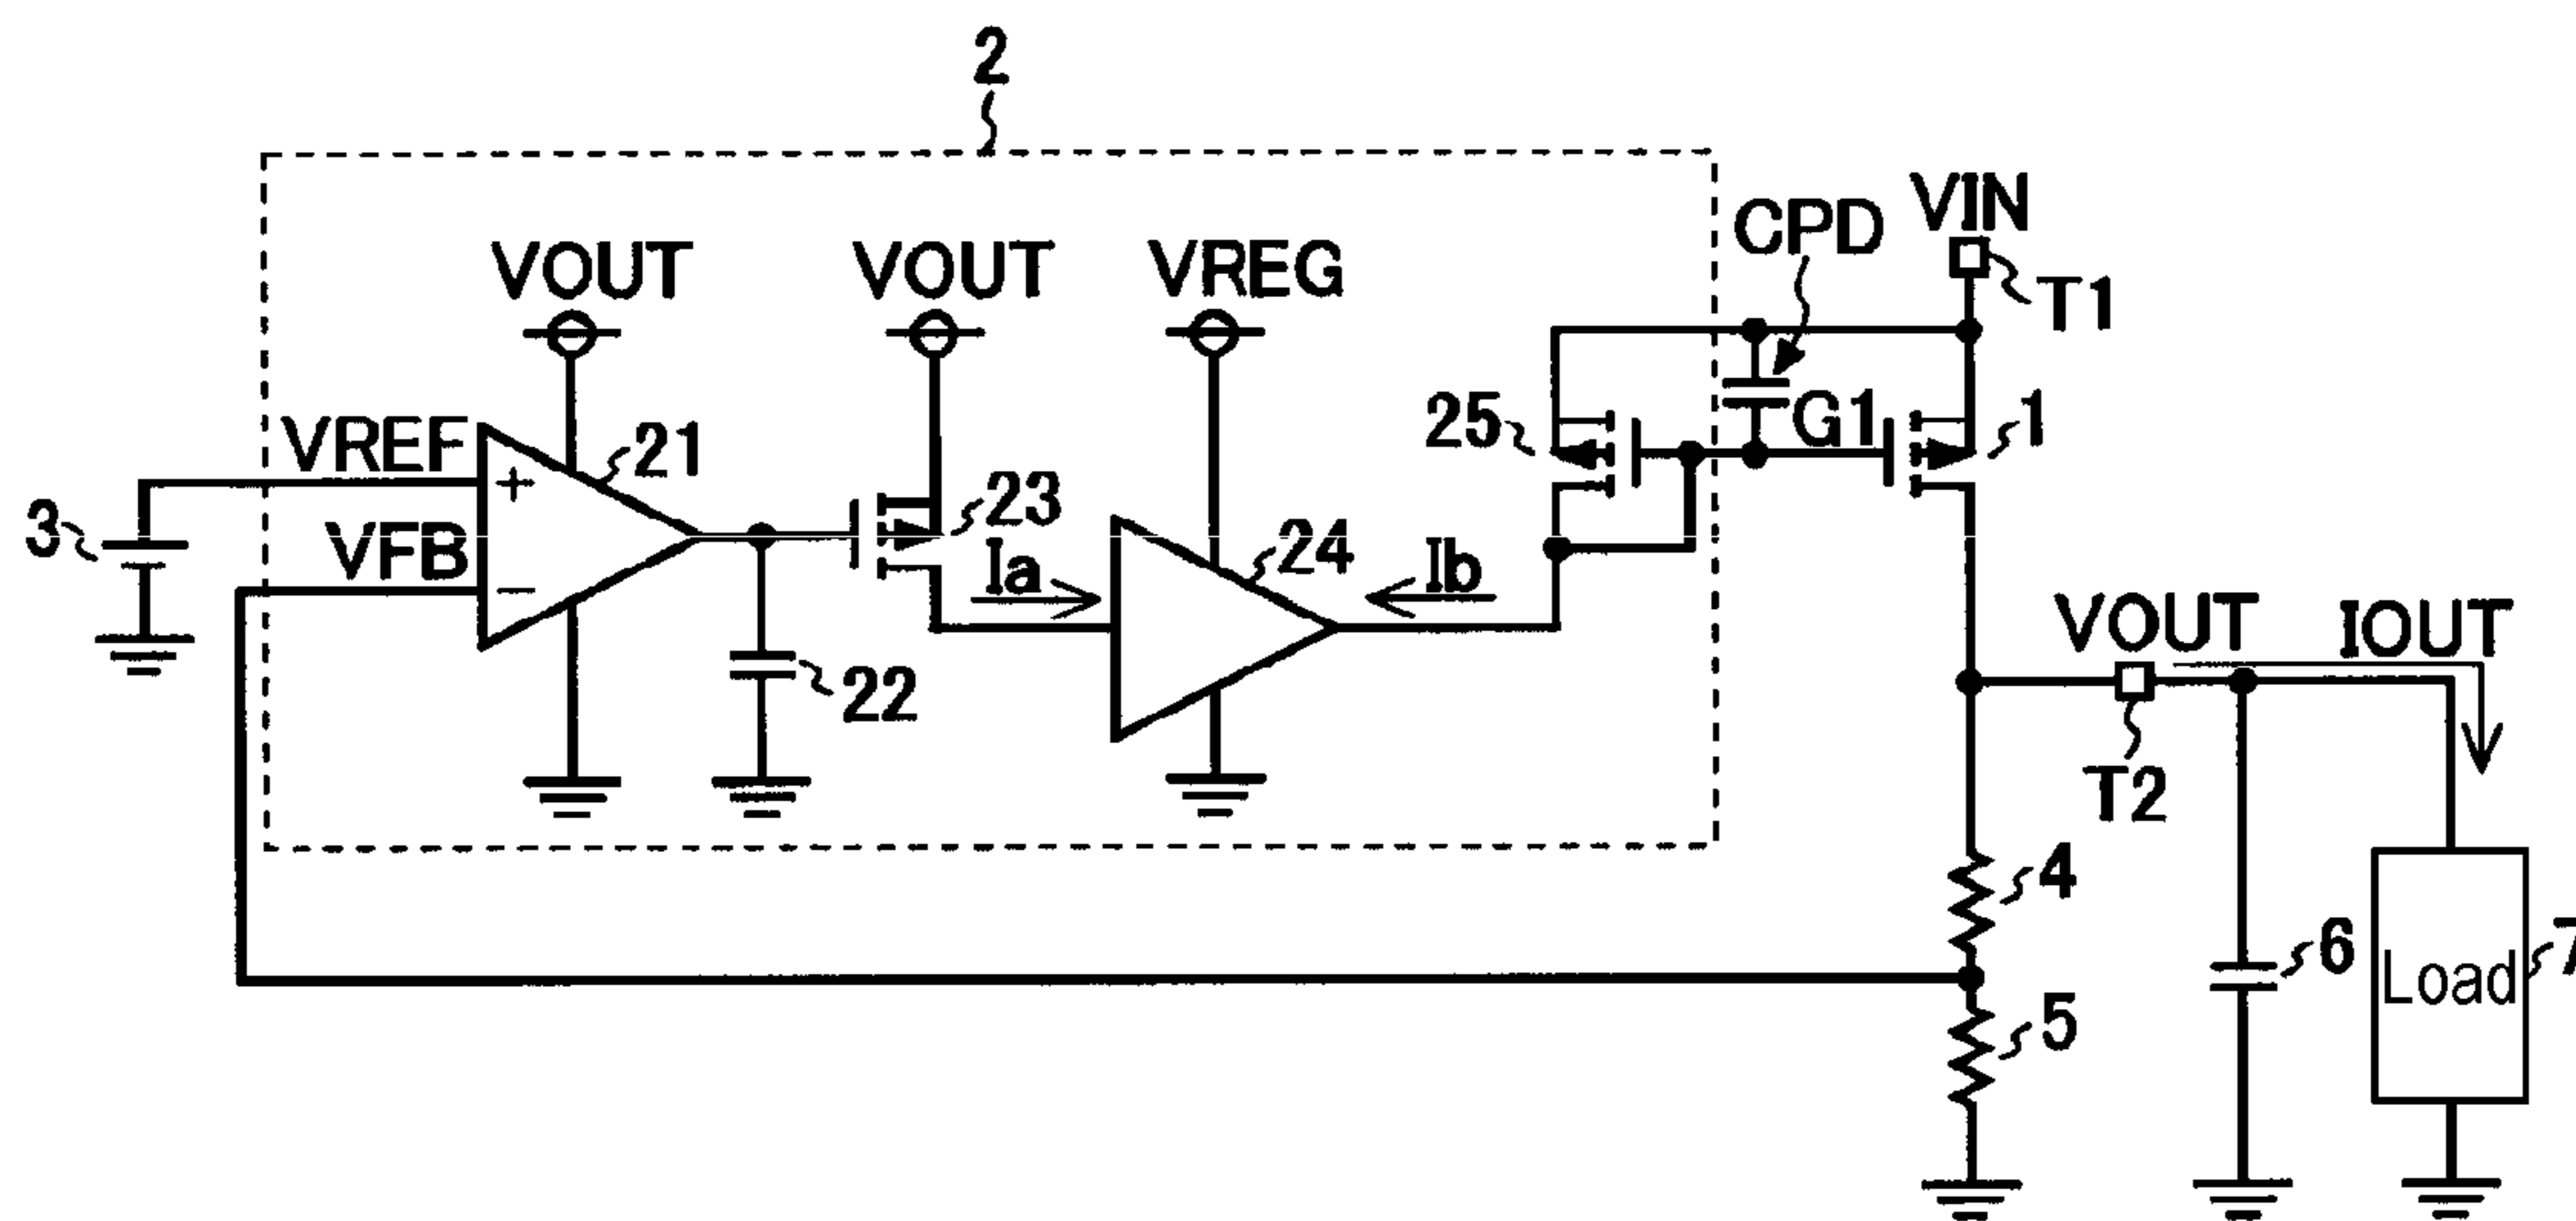 2
VIN
CPD
VOUT
VOUT
VREG
T1
25
G1
1
VREF
+
21
23
3
VFB
−
Ia
24
Ib
VOUT
IOUT
22
T2
4
6
Load
7
5